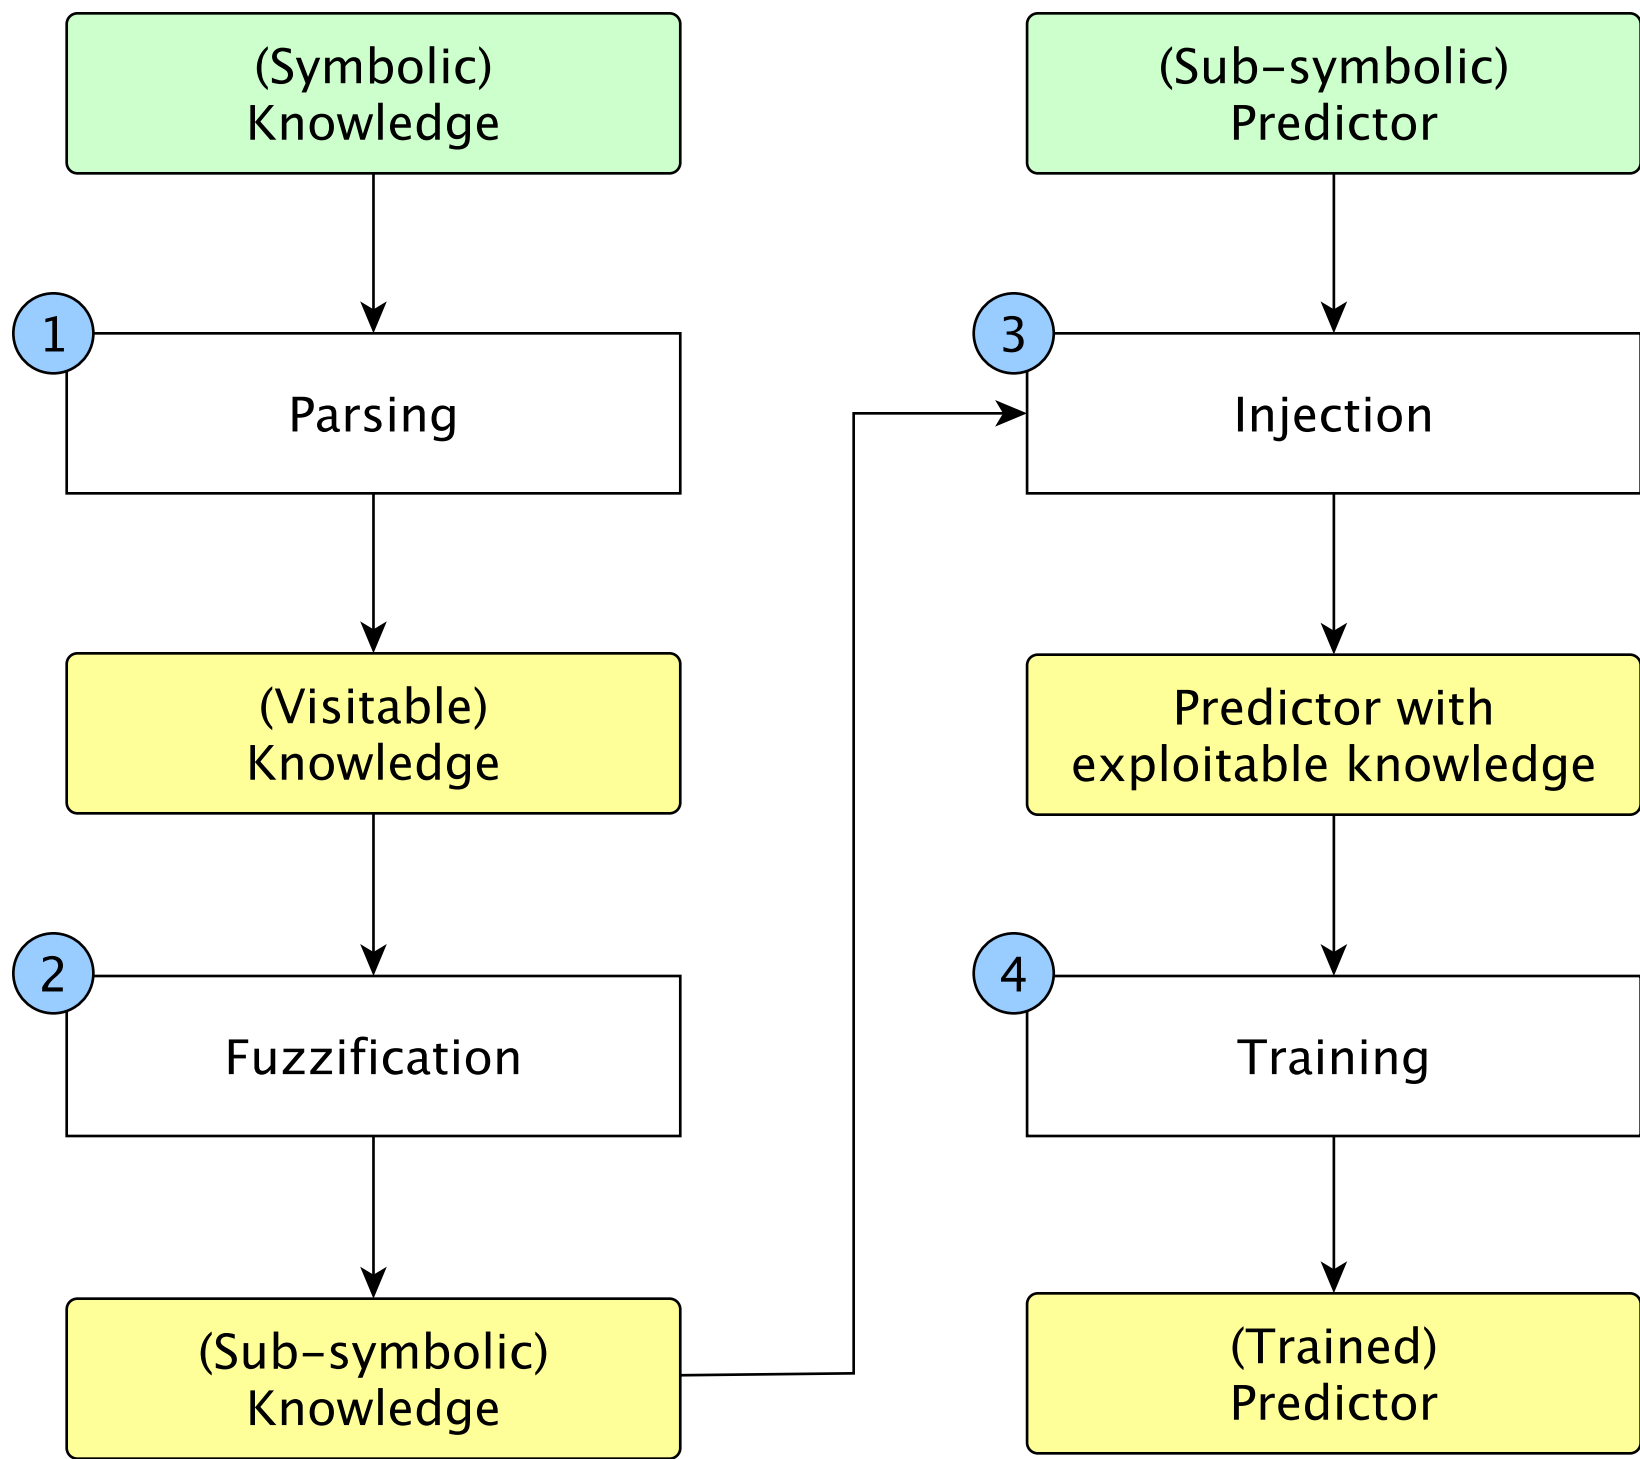 (Symbolic)
Knowledge
1
Parsing
(Visitable)
Knowledge
2
Fuzzification
(Sub-symbolic)
Knowledge
(Sub-symbolic)
Predictor
3
Injection
Predictor with
exploitable knowledge
4
Training
(Trained)
Predictor